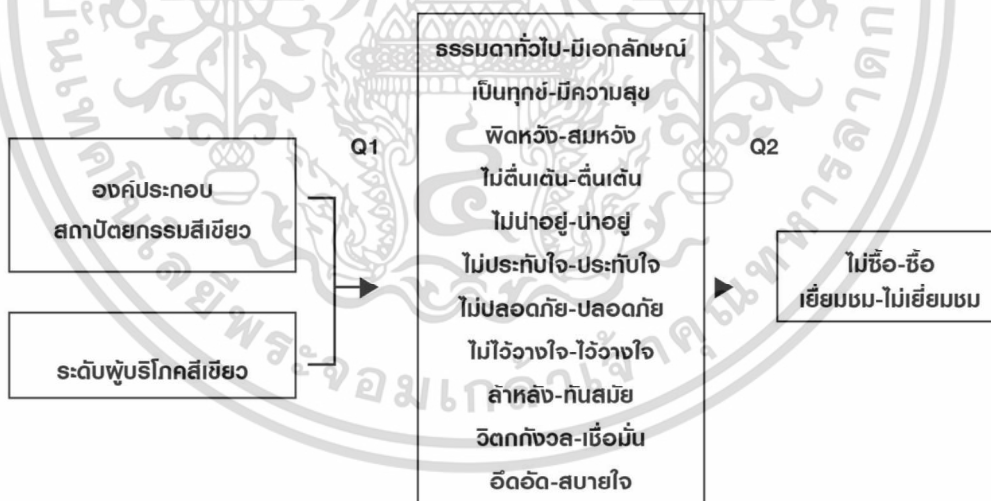 องค์ประกอบ
สถาปัตยกรรมสีเขียว
ระดับผู้บริโภคสีเขียว
Q1
ธรรมดาทั่วไป-มีเอกลักษณ์
เป็นทุกข์-มีความสุข
ผิดหวัง-สมหวัง
ไม่ตื่นเต้น-ตื่นเต้น
ไม่น่าอยู่-น่าอยู่
ไม่ประทับใจ-ประทับใจ
ไม่ปลอดภัย-ปลอดภัย
ไม่ไว้วางใจ-ไว้วางใจ
ล้าหลัง-ทันสมัย
วิตกกังวล-เชื่อมั่น
อึดอัด-สบายใจ
Q2
ไม่ซื้อ-ซื้อ
เยี่ยมชม-ไม่เยี่ยมชม